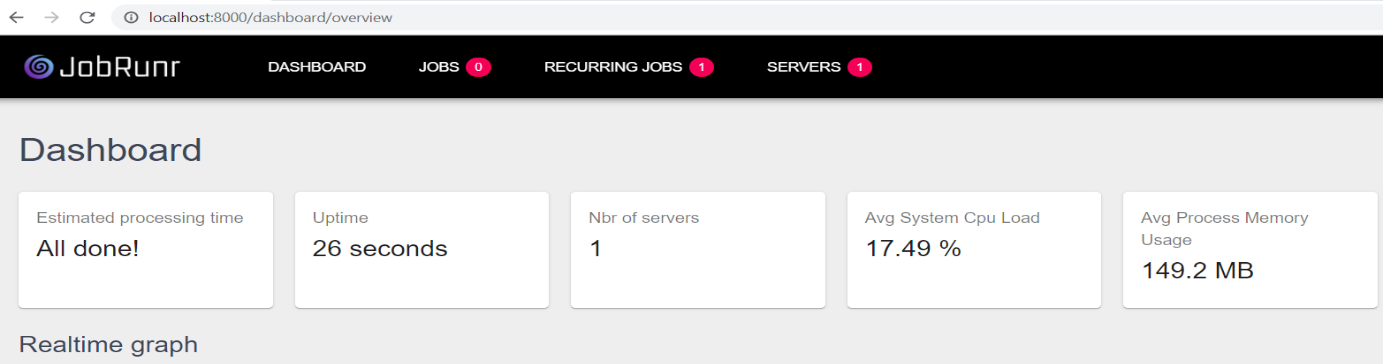 localhost:8000/dashboard/overview
JobRunr DASHBOARD JOBS 0 RECURRING JOBS 1 SERVERS 1
Dashboard
Estimated processing time
All done!
Uptime
26 seconds
Nbr of servers
1
Avg System Cpu Load
17.49 %
Avg Process Memory
Usage
149.2 MB
Realtime graph